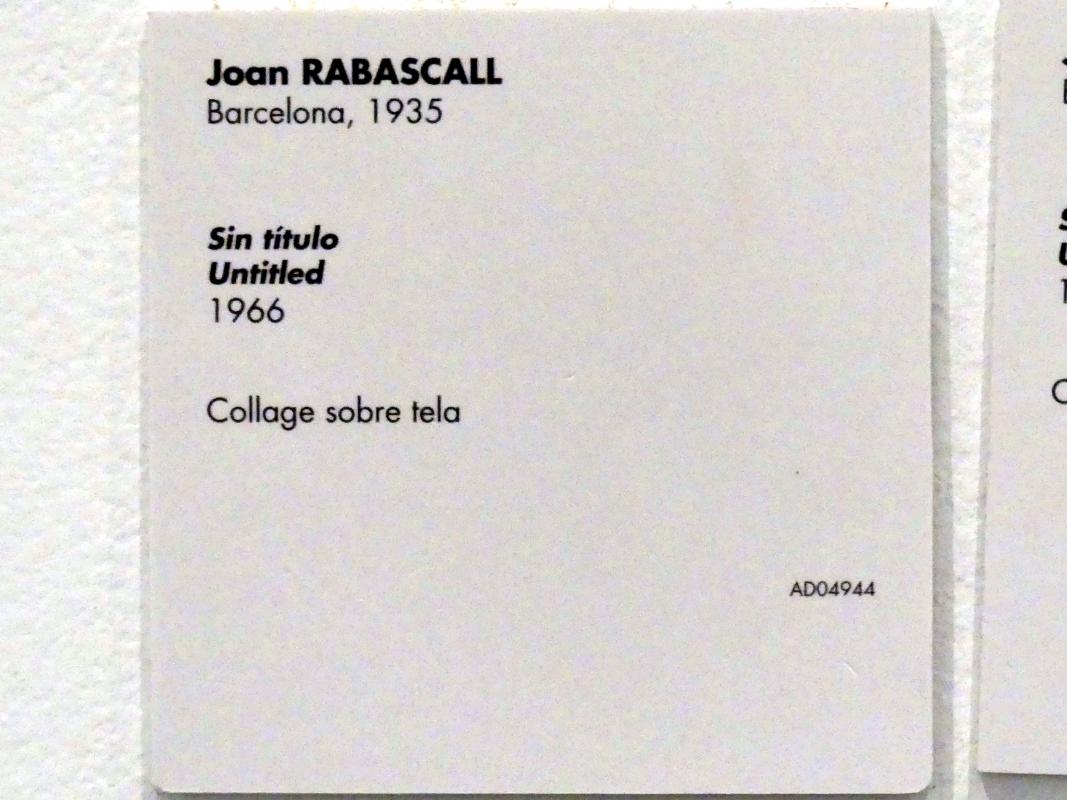 Joan RABASCALL
Barcelona, 1935
Sin título
Untitled
1966
Collage sobre tela
AD04944